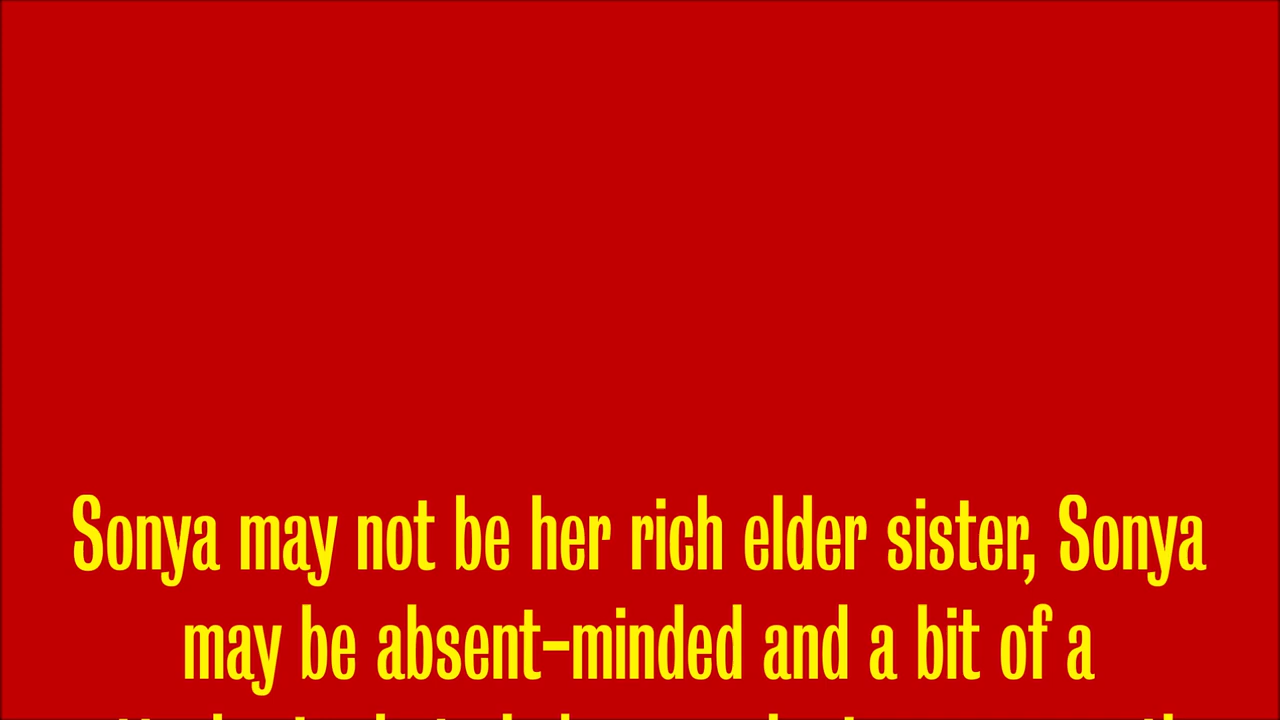 Sonya may not be her rich elder sister, Sonya
may be absent-minded and a bit of a